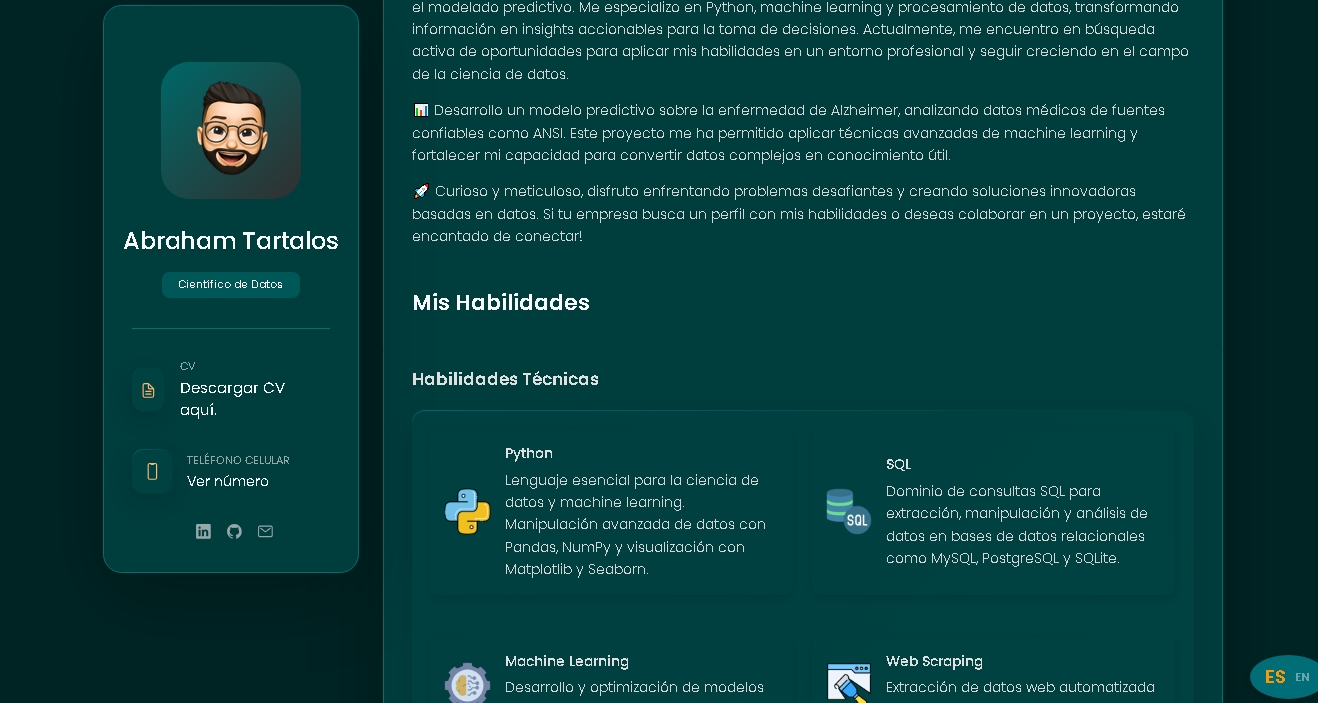 Abraham Tartalos
Científico de Datos
CV
Descargar CV
aquí.
TELÉFONO CELULAR
Ver número
el modelado predictivo. Me especializo en Python, machine learning y procesamiento de datos, transformando
información en insights accionables para la toma de decisiones. Actualmente, me encuentro en búsqueda
activa de oportunidades para aplicar mis habilidades en un entorno profesional y seguir creciendo en el campo
de la ciencia de datos.
📊 Desarrollo un modelo predictivo sobre la enfermedad de Alzheimer, analizando datos médicos de fuentes
confiables como ANSI. Este proyecto me ha permitido aplicar técnicas avanzadas de machine learning y
fortalecer mi capacidad para convertir datos complejos en conocimiento útil.
🚀 Curioso y meticuloso, disfruto enfrentando problemas desafiantes y creando soluciones innovadoras
basadas en datos. Si tu empresa busca un perfil con mis habilidades o deseas colaborar en un proyecto, estaré
encantado de conectar!
Mis Habilidades
Habilidades Técnicas
Python
Lenguaje esencial para la ciencia de
datos y machine learning.
Manipulación avanzada de datos con
Pandas, NumPy y visualización con
Matplotlib y Seaborn.
SQL
SQL
Dominio de consultas SQL para
extracción, manipulación y análisis de
datos en bases de datos relacionales
como MySQL, PostgreSQL y SQLite.
Machine Learning
Desarrollo y optimización de modelos
Web Scraping
Extracción de datos web automatizada
ES EN